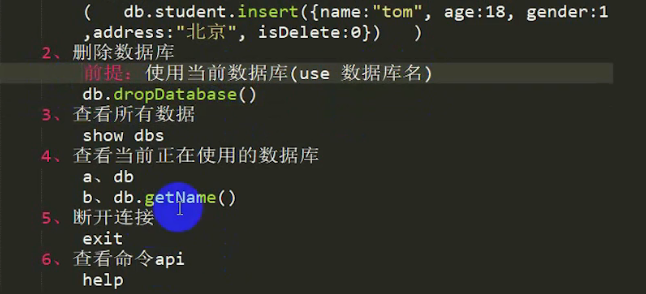 (   db.student.insert({name:"tom", age:18, gender:1
,address:"北京", isDelete:0})   )
2、删除数据库
前提：使用当前数据库(use 数据库名)
db.dropDatabase()
3、查看所有数据
show dbs
4、查看当前正在使用的数据库
a、db
b、db.getName()
5、断开连接
exit
6、查看命令api
help